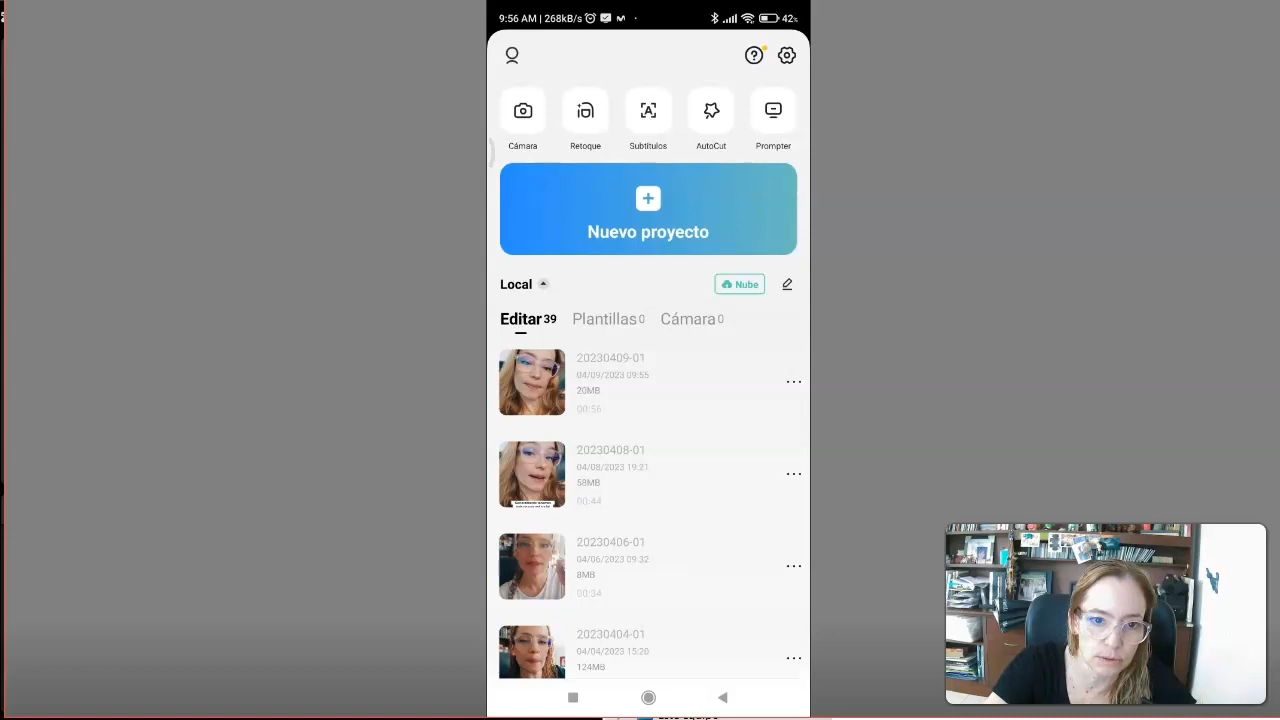 9:56 AM | 268kB/s
42%
Cámara
Retoque
Subtítulos
AutoCut
Prompter
Nuevo proyecto
Local
Nube
Editar 39
Plantillas 0
Cámara 0
20230409-01
04/09/2023 09:55
20MB
00:56
20230408-01
04/08/2023 19:21
58MB
00:44
20230406-01
04/06/2023 09:32
8MB
00:34
20230404-01
04/04/2023 15:20
124MB